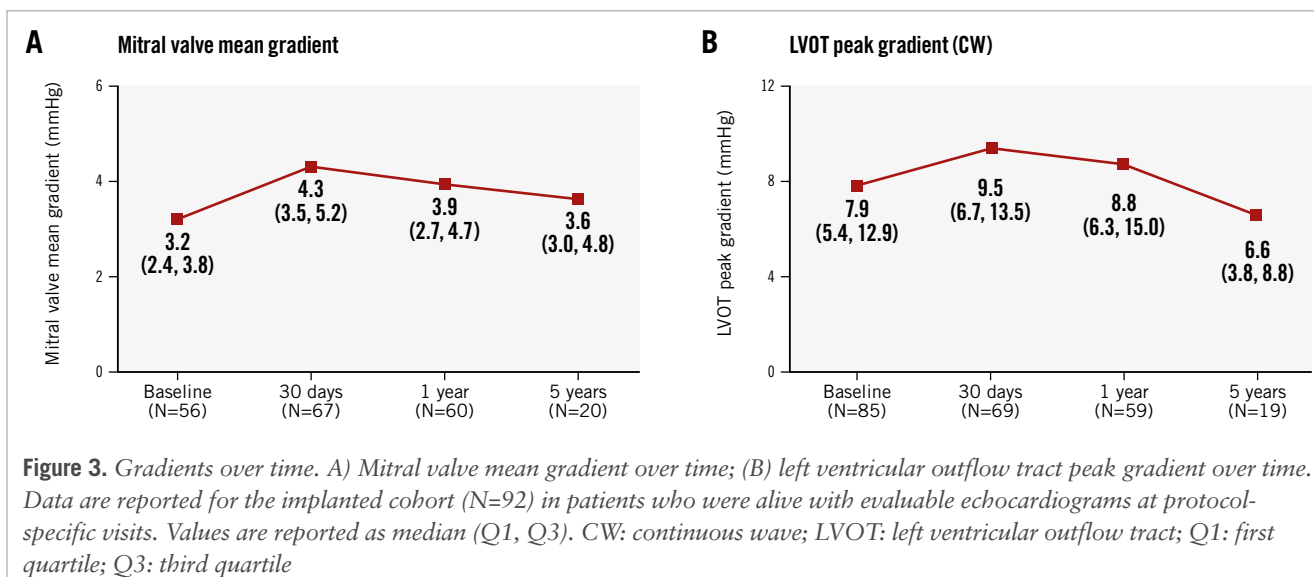 A Mitral valve mean gradient
Mitral valve mean gradient (mmHg)
6
4
2
0
3.2
(2.4, 3.8)
4.3
(3.5, 5.2)
3.9
(2.7, 4.7)
3.6
(3.0, 4.8)
Baseline 30 days 1 year 5 years
(N=56) (N=67) (N=60) (N=20)
B LVOT peak gradient (CW)
LVOT peak gradient (mmHg)
12
8
4
0
7.9
(5.4, 12.9)
9.5
(6.7, 13.5)
8.8
(6.3, 15.0)
6.6
(3.8, 8.8)
Baseline 30 days 1 year 5 years
(N=85) (N=69) (N=59) (N=19)
Figure 3. Gradients over time. A) Mitral valve mean gradient over time; (B) left ventricular outflow tract peak gradient over time.
Data are reported for the implanted cohort (N=92) in patients who were alive with evaluable echocardiograms at protocol-
specific visits. Values are reported as median (Q1, Q3). CW: continuous wave; LVOT: left ventricular outflow tract; Q1: first
quartile; Q3: third quartile